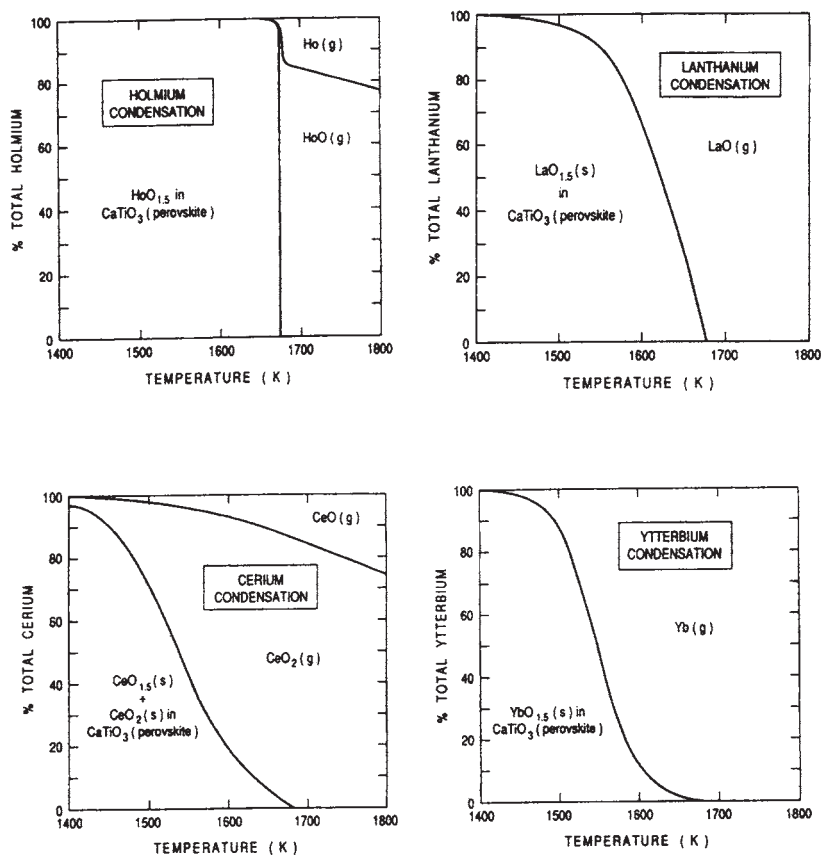 % TOTAL HOLMIUM
100
80
60
40
20
0
1400
1500
1600
1700
1800
TEMPERATURE (K)
HOLMIUM
CONDENSATION
Ho(g)
HoO(g)
HoO1.5 in
CaTiO3(perovskite)
% TOTAL LANTHANIUM
100
80
60
40
20
0
1400
1500
1600
1700
1800
TEMPERATURE (K)
LANTHANUM
CONDENSATION
LaO1.5(s)
in
CaTiO3(perovskite)
LaO(g)
% TOTAL CERIUM
100
80
60
40
20
0
1400
1500
1600
1700
1800
TEMPERATURE (K)
CeO(g)
CERIUM
CONDENSATION
CeO2(g)
CeO1.5(s)
+
CeO2(s) in
CaTiO3(perovskite)
% TOTAL YTTERBIUM
100
80
60
40
20
0
1400
1500
1600
1700
1800
TEMPERATURE (K)
YTTERBIUM
CONDENSATION
Yb(g)
YbO1.5(s) in
CaTiO3(perovskite)